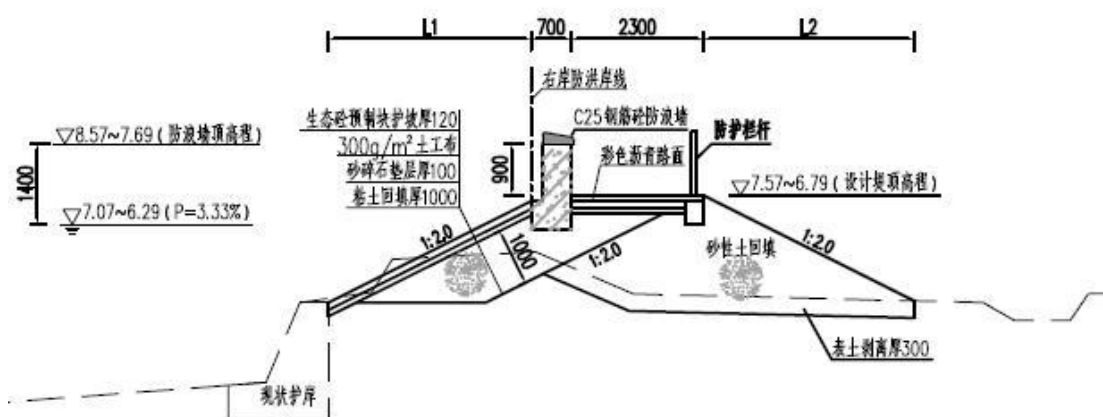 L1
700
2300
L2
右岸防洪岸线
生态砼预制块护坡厚120
C25钢筋砼防浪墙
▽8.57~7.69(防浪墙顶高程)
防护栏杆
300g/m²土工布
彩色沥青路面
1400
900
砂碎石垫层厚100
▽7.57~6.79(设计堤顶高程)
粘土回填厚1000
▽7.07~6.29(P=3.33%)
1:2.0
1000
1:2.0
砂性土回填
1:2.0
表土剥离厚300
现状护岸